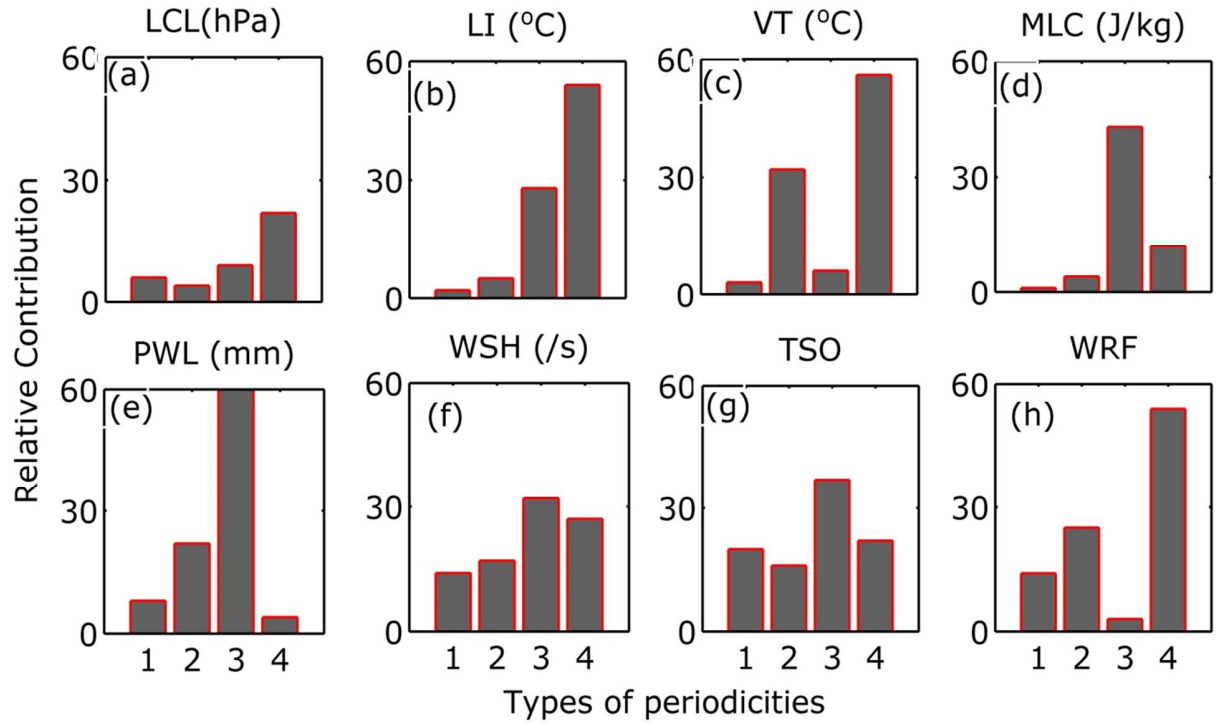 LCL(hPa)
LI (°C)
VT (°C)
MLC (J/kg)
60
(a)
30
0
60
(b)
30
0
60
(c)
30
0
60
(d)
30
0
Relative Contribution
PWL (mm)
WSH (/s)
TSO
WRF
60
(e)
30
0
60
(f)
30
0
60
(g)
30
0
60
(h)
30
0
1 2 3 4
1 2 3 4
1 2 3 4
1 2 3 4
Types of periodicities